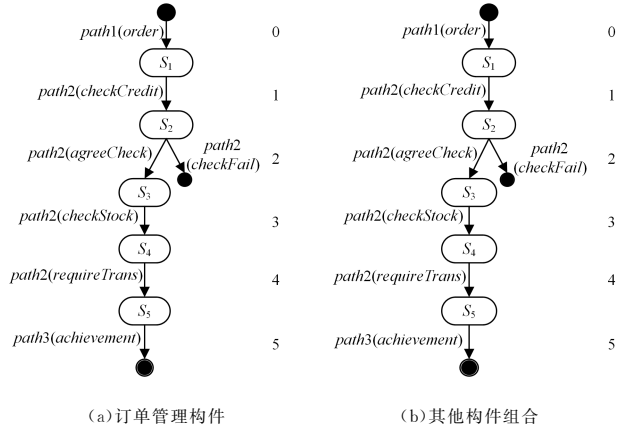 path1(order)
0
S1
path2(checkCredit)
1
S2
path2(agreeCheck)
path2
(checkFail)
2
S3
path2(checkStock)
3
S4
path2(requireTrans)
4
S5
path3(achievement)
5
(a)订单管理构件
path1(order)
0
S1
path2(checkCredit)
1
S2
path2(agreeCheck)
path2
(checkFail)
2
S3
path2(checkStock)
3
S4
path2(requireTrans)
4
S5
path3(achievement)
5
(b)其他构件组合